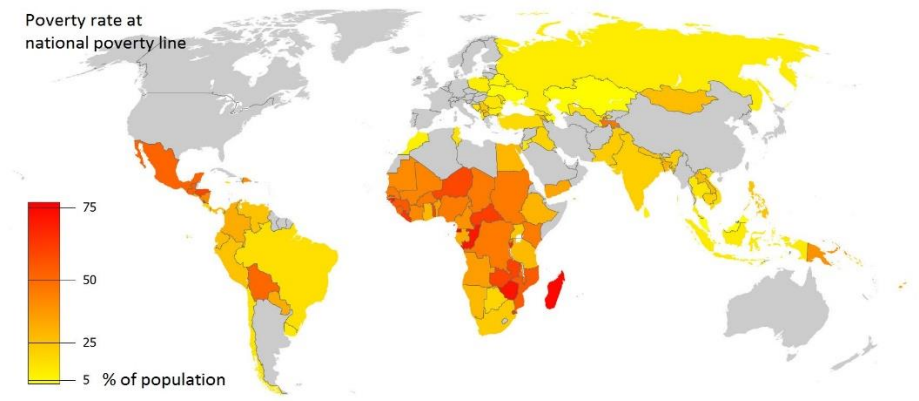 Poverty rate at
national poverty line
75
50
25
5 % of population